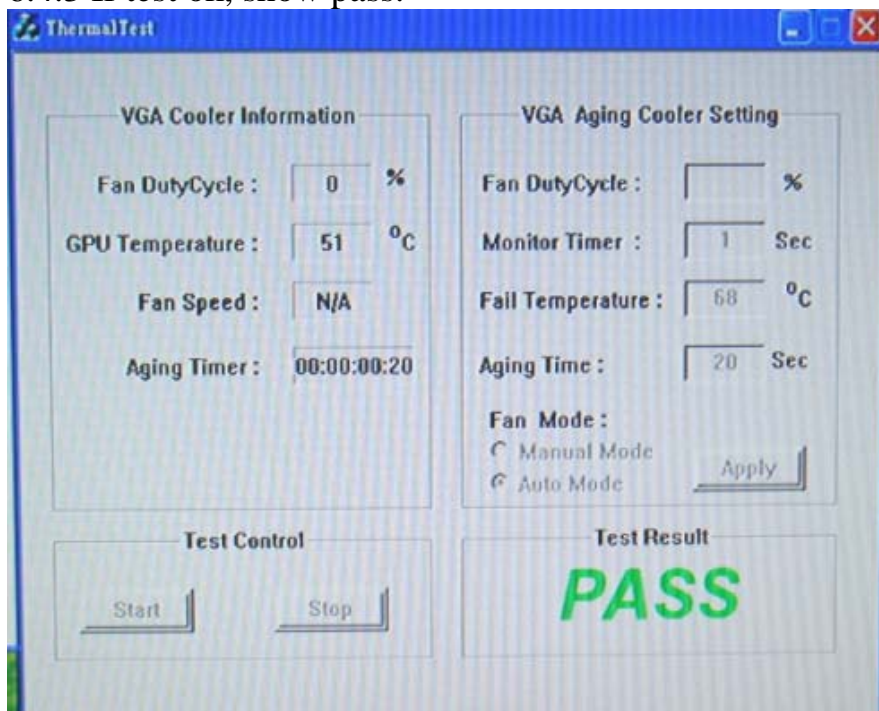 ThermalTest
VGA Cooler Information
Fan DutyCycle : 0 %
GPU Temperature : 51 °C
Fan Speed : N/A
Aging Timer : 00:00:00:20
VGA Aging Cooler Setting
Fan DutyCycle : %
Monitor Timer : 1 Sec
Fail Temperature : 68 °C
Aging Time : 20 Sec
Fan Mode :
Manual Mode
Auto Mode
Apply
Test Control
Start Stop
Test Result
PASS